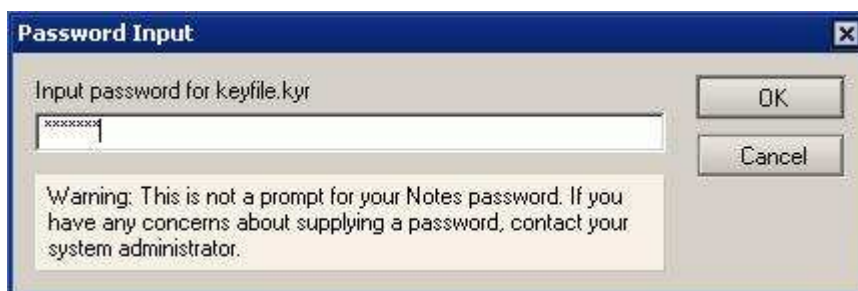 Password Input
Input password for keyfile.kyr
OK
xxxxxxx
Cancel
Warning: This is not a prompt for your Notes password. If you
have any concerns about supplying a password, contact your
system administrator.